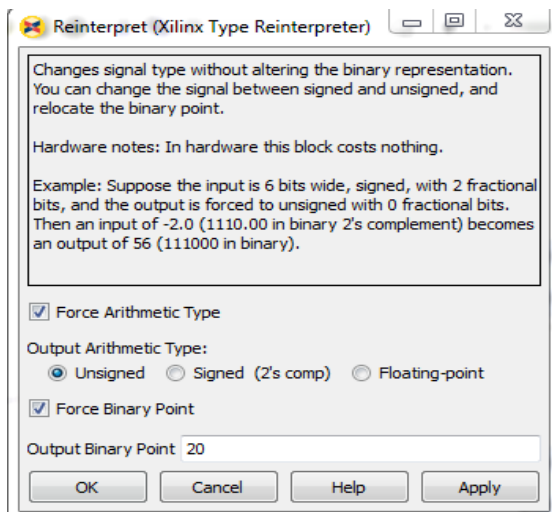 Reinterpret (Xilinx Type Reinterpreter)
Changes signal type without altering the binary representation.
You can change the signal between signed and unsigned, and
relocate the binary point.
Hardware notes: In hardware this block costs nothing.
Example: Suppose the input is 6 bits wide, signed, with 2 fractional
bits, and the output is forced to unsigned with 0 fractional bits.
Then an input of -2.0 (1110.00 in binary 2's complement) becomes
an output of 56 (111000 in binary).
Force Arithmetic Type
Output Arithmetic Type:
Unsigned Signed (2's comp) Floating-point
Force Binary Point
Output Binary Point 20
OK Cancel Help Apply